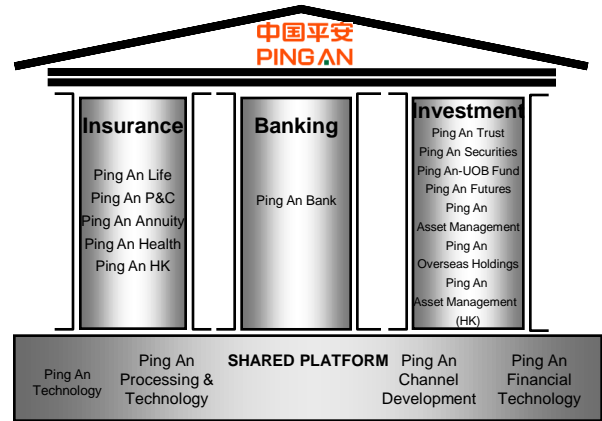 中国平安
PING AN
Insurance
Ping An Life
Ping An P&C
Ping An Annuity
Ping An Health
Ping An HK
Banking
Ping An Bank
Investment
Ping An Trust
Ping An Securities
Ping An-UOB Fund
Ping An Futures
Ping An
Asset Management
Ping An
Overseas Holdings
Ping An
Asset Management
(HK)
SHARED PLATFORM
Ping An
Technology
Ping An
Processing &
Technology
Ping An
Channel
Development
Ping An
Financial
Technology